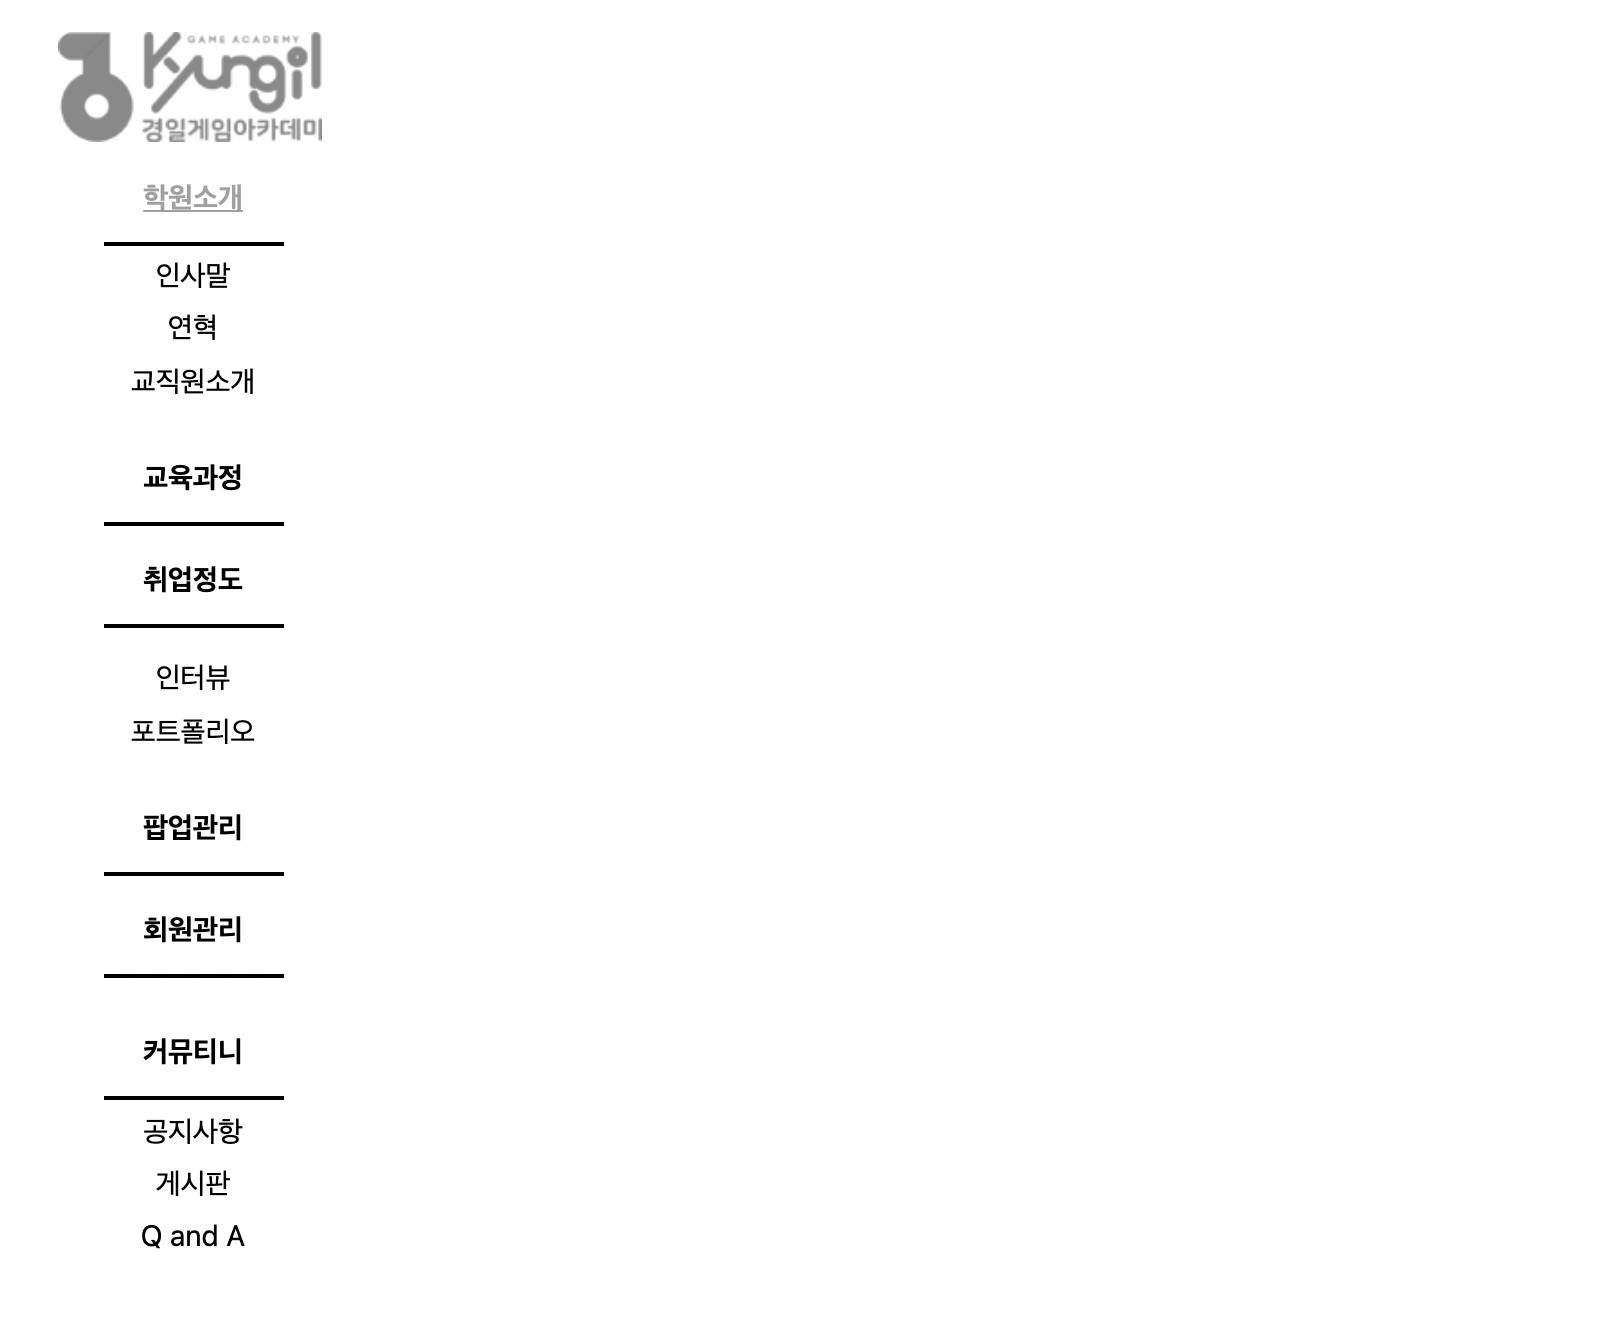 GAME ACADEMY
Kyungil
경일게임아카데미
학원소개
인사말
연혁
교직원소개
교육과정
취업정도
인터뷰
포트폴리오
팝업관리
회원관리
커뮤티니
공지사항
게시판
Q and A